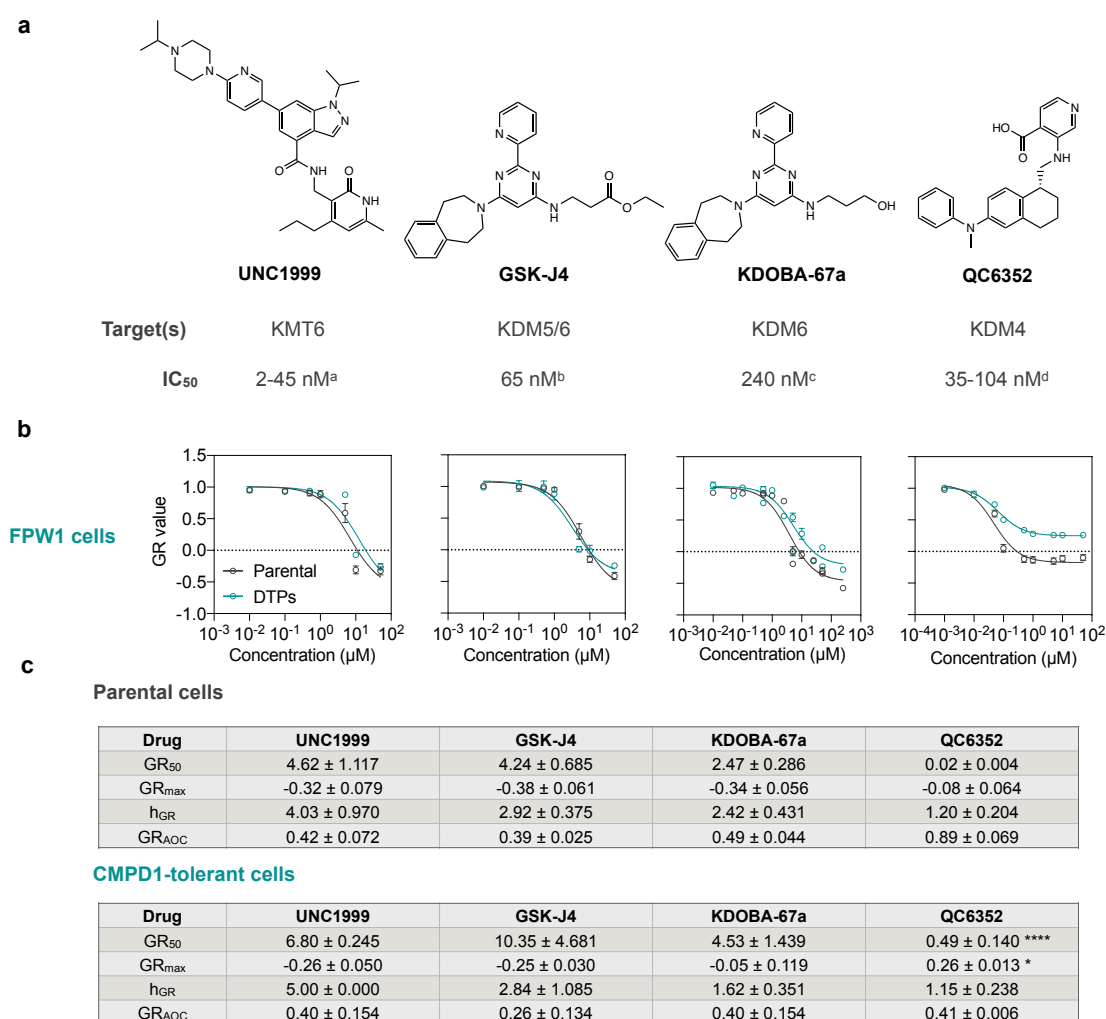 a
UNC1999 GSK-J4 KDOBA-67a QC6352
Target(s) KMT6 KDM5/6 KDM6 KDM4
IC₅₀ 2-45 nMᵃ 65 nMᵇ 240 nMᶜ 35-104 nMᵈ
b
FPW1 cells
GR value
1.5
1.0
0.5
0.0
-0.5
-1.0
Parental
DTPs
10⁻³ 10⁻² 10⁻¹ 10⁰ 10¹ 10²
Concentration (µM)
10⁻³ 10⁻² 10⁻¹ 10⁰ 10¹ 10²
Concentration (µM)
10⁻³ 10⁻² 10⁻¹ 10⁰ 10¹ 10² 10³
Concentration (µM)
10⁻⁴ 10⁻³ 10⁻² 10⁻¹ 10⁰ 10¹ 10²
Concentration (µM)
c
Parental cells
Drug UNC1999 GSK-J4 KDOBA-67a QC6352
GR₅₀ 4.62 ± 1.117 4.24 ± 0.685 2.47 ± 0.286 0.02 ± 0.004
GRmax -0.32 ± 0.079 -0.38 ± 0.061 -0.34 ± 0.056 -0.08 ± 0.064
hGR 4.03 ± 0.970 2.92 ± 0.375 2.42 ± 0.431 1.20 ± 0.204
GRAOC 0.42 ± 0.072 0.39 ± 0.025 0.49 ± 0.044 0.89 ± 0.069
CMPD1-tolerant cells
Drug UNC1999 GSK-J4 KDOBA-67a QC6352
GR₅₀ 6.80 ± 0.245 10.35 ± 4.681 4.53 ± 1.439 0.49 ± 0.140 ****
GRmax -0.26 ± 0.050 -0.25 ± 0.030 -0.05 ± 0.119 0.26 ± 0.013 *
hGR 5.00 ± 0.000 2.84 ± 1.085 1.62 ± 0.351 1.15 ± 0.238
GRAOC 0.40 ± 0.154 0.26 ± 0.134 0.40 ± 0.154 0.41 ± 0.006